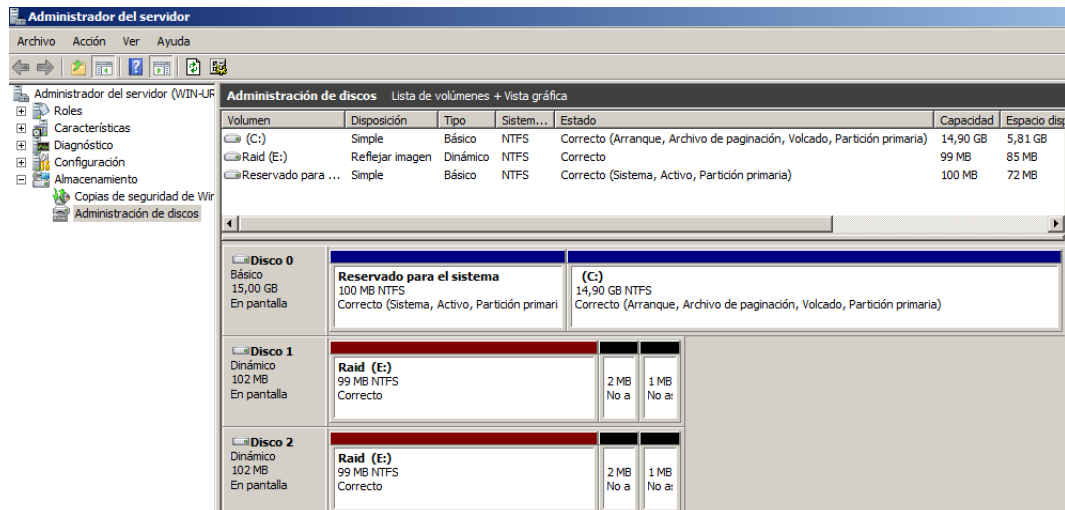 Administrador del servidor
Archivo Acción Ver Ayuda
Administrador del servidor (WIN-UR
Roles
Características
Diagnóstico
Configuración
Almacenamiento
Copias de seguridad de Wir
Administración de discos
Administración de discos Lista de volúmenes + Vista gráfica
Volumen Disposición Tipo Sistem... Estado Capacidad Espacio disp
(C:) Simple Básico NTFS Correcto (Arranque, Archivo de paginación, Volcado, Partición primaria) 14,90 GB 5,81 GB
Raid (E:) Reflejar imagen Dinámico NTFS Correcto 99 MB 85 MB
Reservado para ... Simple Básico NTFS Correcto (Sistema, Activo, Partición primaria) 100 MB 72 MB
Disco 0
Básico
15,00 GB
En pantalla
Reservado para el sistema
100 MB NTFS
Correcto (Sistema, Activo, Partición primari
(C:)
14,90 GB NTFS
Correcto (Arranque, Archivo de paginación, Volcado, Partición primaria)
Disco 1
Dinámico
102 MB
En pantalla
Raid (E:)
99 MB NTFS
Correcto
2 MB
No a
1 MB
No a
Disco 2
Dinámico
102 MB
En pantalla
Raid (E:)
99 MB NTFS
Correcto
2 MB
No a
1 MB
No a